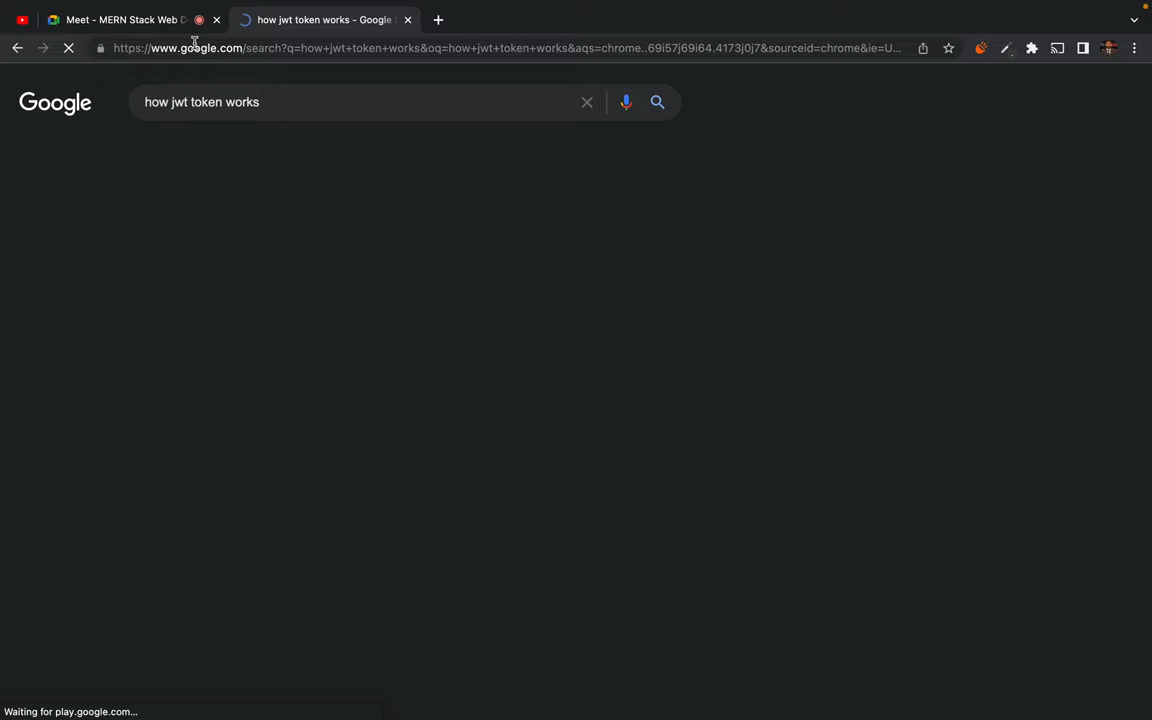 Meet - MERN Stack Web D
how jwt token works - Google
https://www.google.com/search?q=how+jwt+token+works&oq=how+jwt+token+works&aqs=chrome..69i57j69i64.4173j0j7&sourceid=chrome&ie=U...
Google
how jwt token works
Waiting for play.google.com...